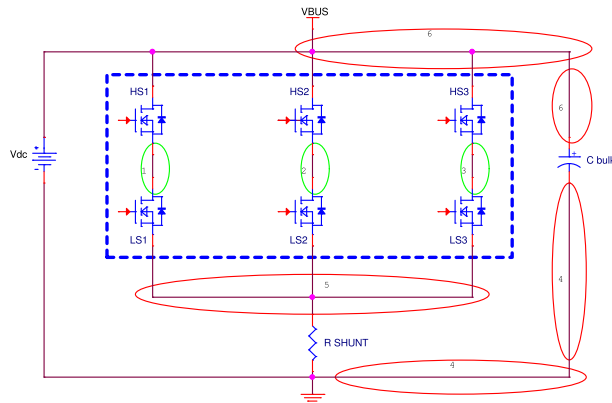 VBUS
6
HS1
HS2
HS3
6
Vdc
+
-
+
C bulk
1
2
3
LS1
LS2
LS3
4
5
R SHUNT
4